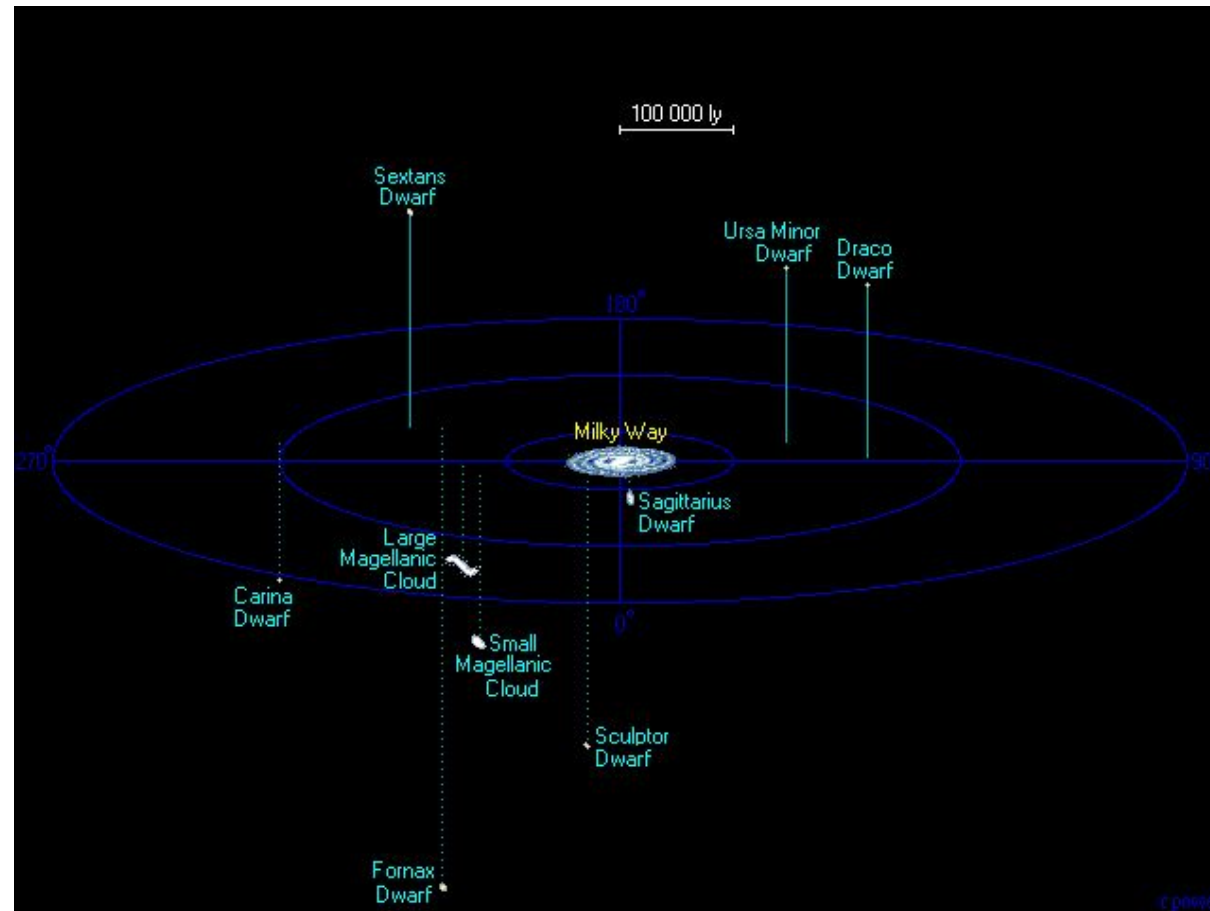 100 000 ly
Sextans
Dwarf
Ursa Minor
Dwarf
Draco
Dwarf
180°
Milky Way
270°
90
Sagittarius
Dwarf
Large
Magellanic
Cloud
Carina
Dwarf
0°
Small
Magellanic
Cloud
Sculptor
Dwarf
Fornax
Dwarf